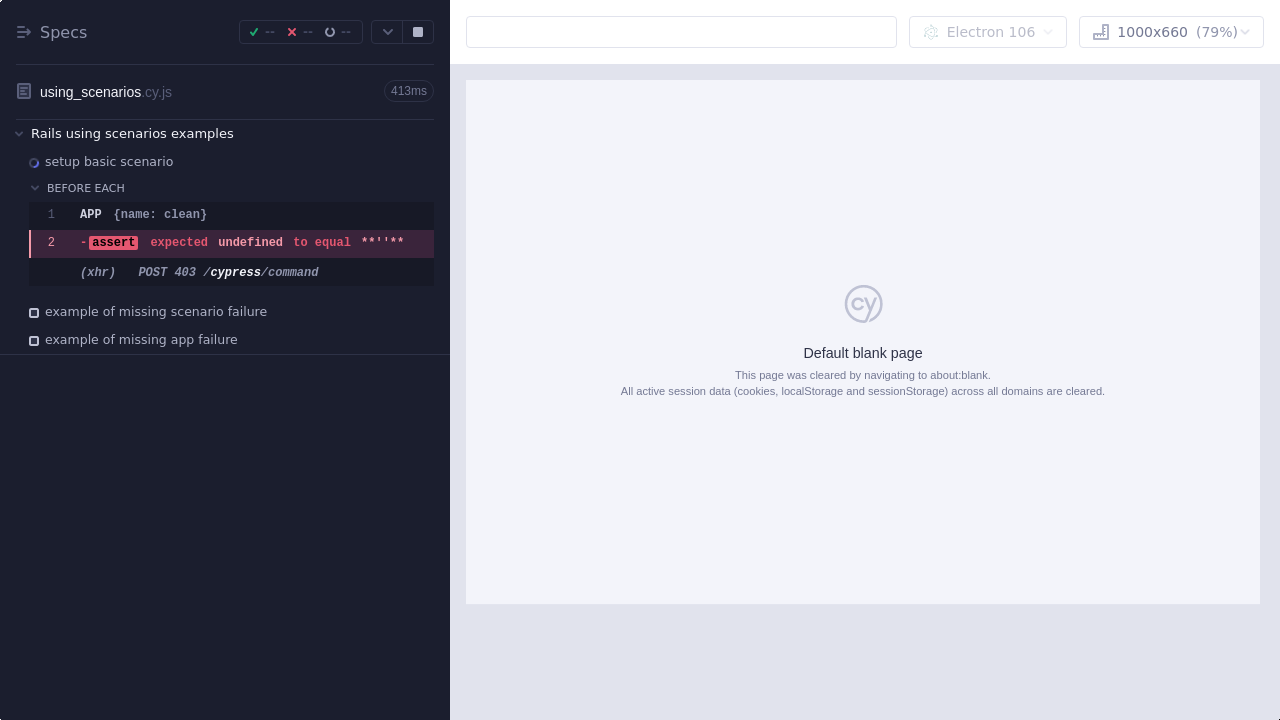 Specs
--
--
--
Electron 106
1000x660 (79%)
using_scenarios.cy.js
413ms
Rails using scenarios examples
setup basic scenario
BEFORE EACH
1 APP {name: clean}
2 -assert expected undefined to equal **''**
(xhr) POST 403 /cypress/command
example of missing scenario failure
example of missing app failure
cy
Default blank page
This page was cleared by navigating to about:blank.
All active session data (cookies, localStorage and sessionStorage) across all domains are cleared.